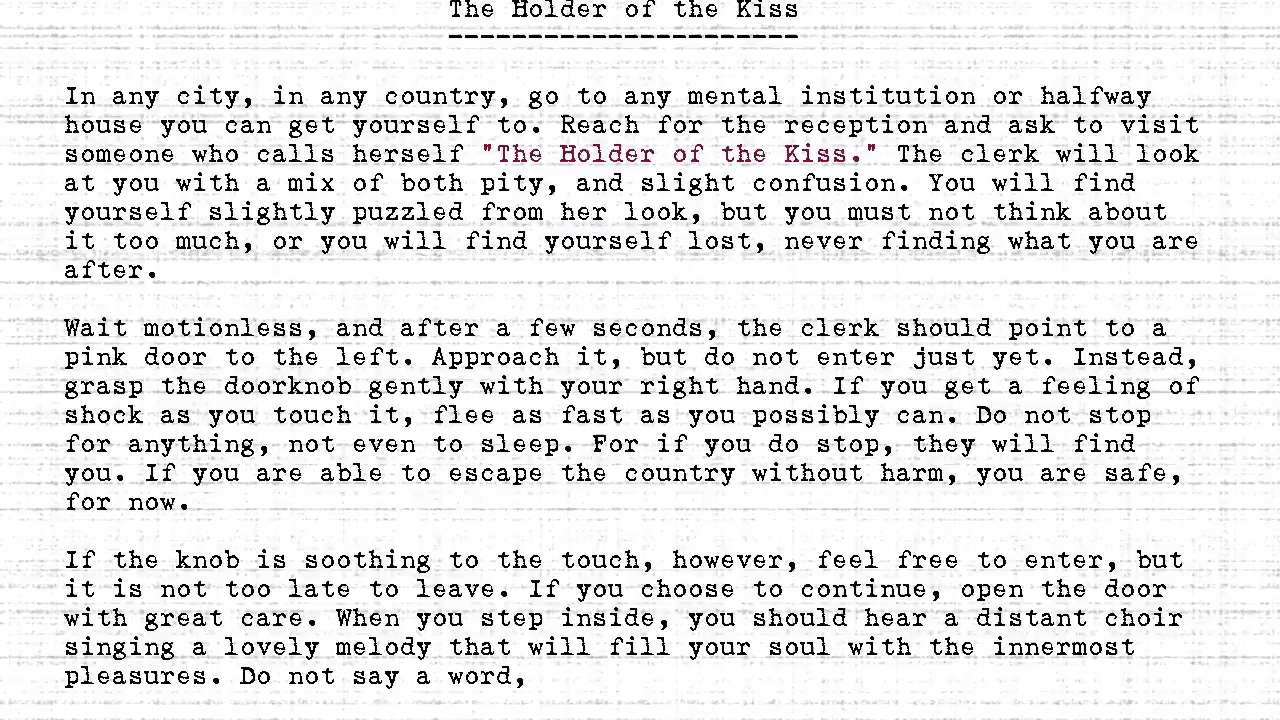 The Holder of the Kiss
----------------------
In any city, in any country, go to any mental institution or halfway
house you can get yourself to. Reach for the reception and ask to visit
someone who calls herself "The Holder of the Kiss." The clerk will look
at you with a mix of both pity, and slight confusion. You will find
yourself slightly puzzled from her look, but you must not think about
it too much, or you will find yourself lost, never finding what you are
after.
Wait motionless, and after a few seconds, the clerk should point to a
pink door to the left. Approach it, but do not enter just yet. Instead,
grasp the doorknob gently with your right hand. If you get a feeling of
shock as you touch it, flee as fast as you possibly can. Do not stop
for anything, not even to sleep. For if you do stop, they will find
you. If you are able to escape the country without harm, you are safe,
for now.
If the knob is soothing to the touch, however, feel free to enter, but
it is not too late to leave. If you choose to continue, open the door
with great care. When you step inside, you should hear a distant choir
singing a lovely melody that will fill your soul with the innermost
pleasures. Do not say a word,